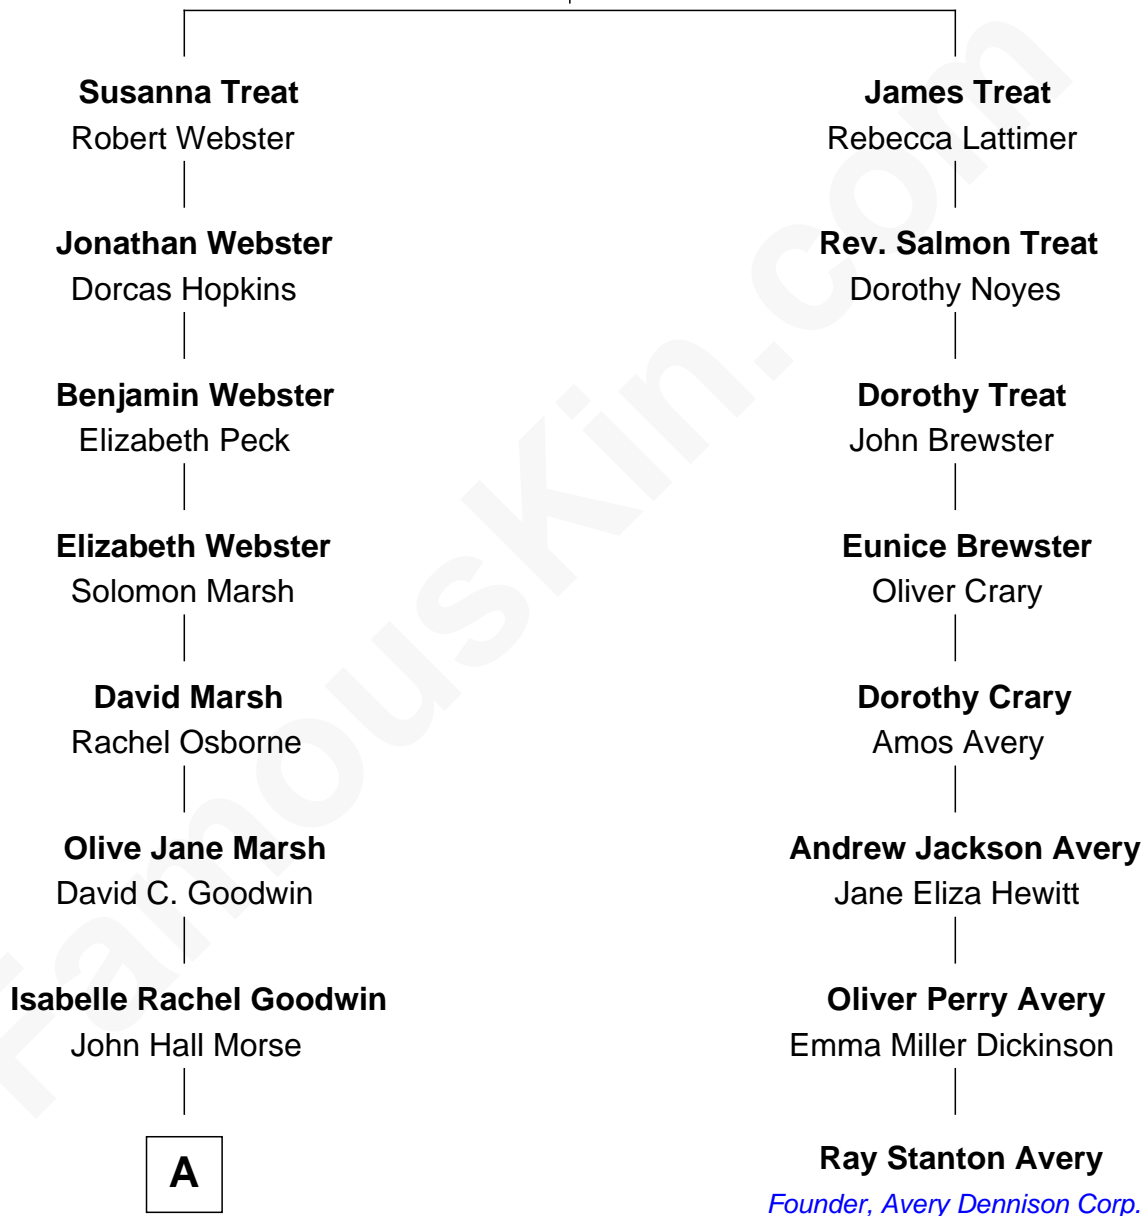 Susanna Treat
Robert Webster
James Treat
Rebecca Lattimer
Jonathan Webster
Dorcas Hopkins
Rev. Salmon Treat
Dorothy Noyes
Benjamin Webster
Elizabeth Peck
Dorothy Treat
John Brewster
Elizabeth Webster
Solomon Marsh
Eunice Brewster
Oliver Crary
David Marsh
Rachel Osborne
Dorothy Crary
Amos Avery
Olive Jane Marsh
David C. Goodwin
Andrew Jackson Avery
Jane Eliza Hewitt
Isabelle Rachel Goodwin
John Hall Morse
Oliver Perry Avery
Emma Miller Dickinson
A
Ray Stanton Avery
Founder, Avery Dennison Corp.
FamousKin.com